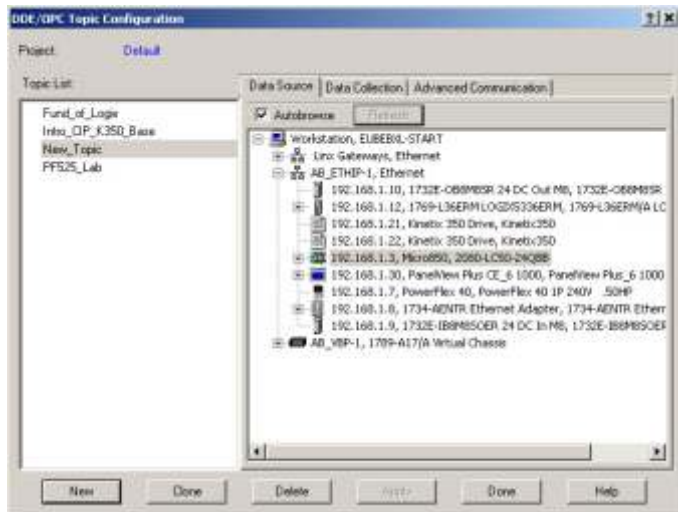 DDE/OPC Topic Configuration
Project: Default
Topic List:
Fund_of_Logix
Intro_CIP_K350_Base
New_Topic
PF525_Lab
Data Source | Data Collection | Advanced Communication
Autobrowse Refresh
Workstation, EUBEBXL-START
Linx Gateways, Ethernet
AB_ETHIP-1, Ethernet
192.168.1.10, 1732E-OB8M8SR 24 DC Out M8, 1732E-OB8M8SR
192.168.1.12, 1769-L36ERM LOGIX5336ERM, 1769-L36ERM/A LO
192.168.1.21, Kinetix 350 Drive, Kinetix350
192.168.1.22, Kinetix 350 Drive, Kinetix350
192.168.1.3, Micro850, 2080-LC50-24QBB
192.168.1.30, PanelView Plus CE_6 1000, PanelView Plus_6 1000
192.168.1.7, PowerFlex 40, PowerFlex 40 1P 240V .50HP
192.168.1.8, 1734-AENTR Ethernet Adapter, 1734-AENTR Ethern
192.168.1.9, 1732E-IB8M8SOER 24 DC In M8, 1732E-IB8M8SOER
AB_VBP-1, 1789-A17/A Virtual Chassis
New Clone Delete Apply Done Help